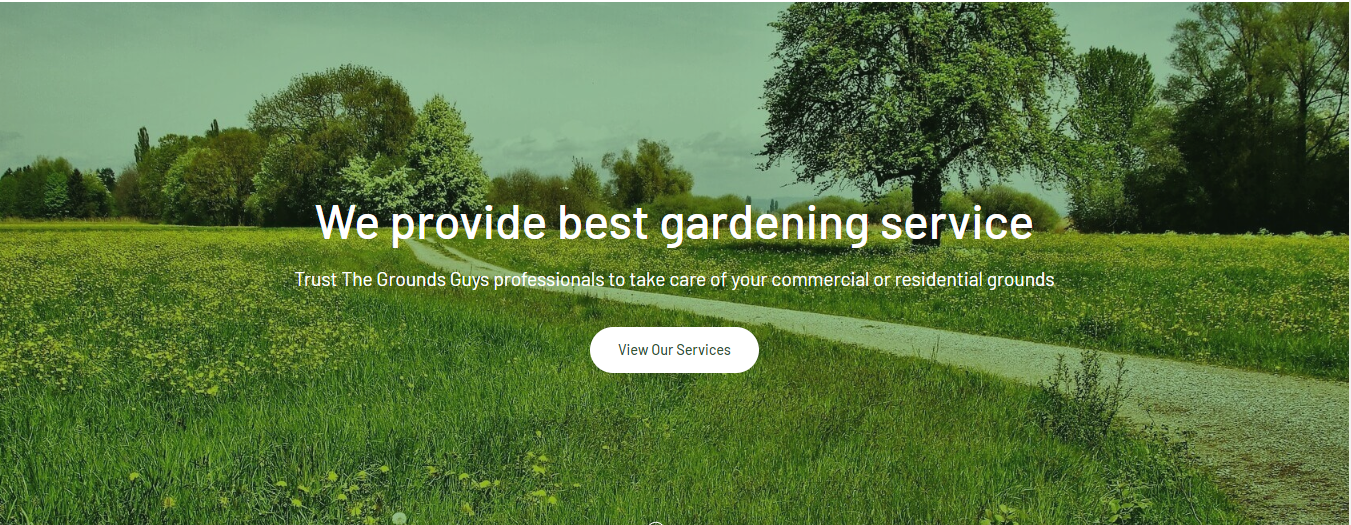 We provide best gardening service
Trust The Grounds Guys professionals to take care of your commercial or residential grounds
View Our Services